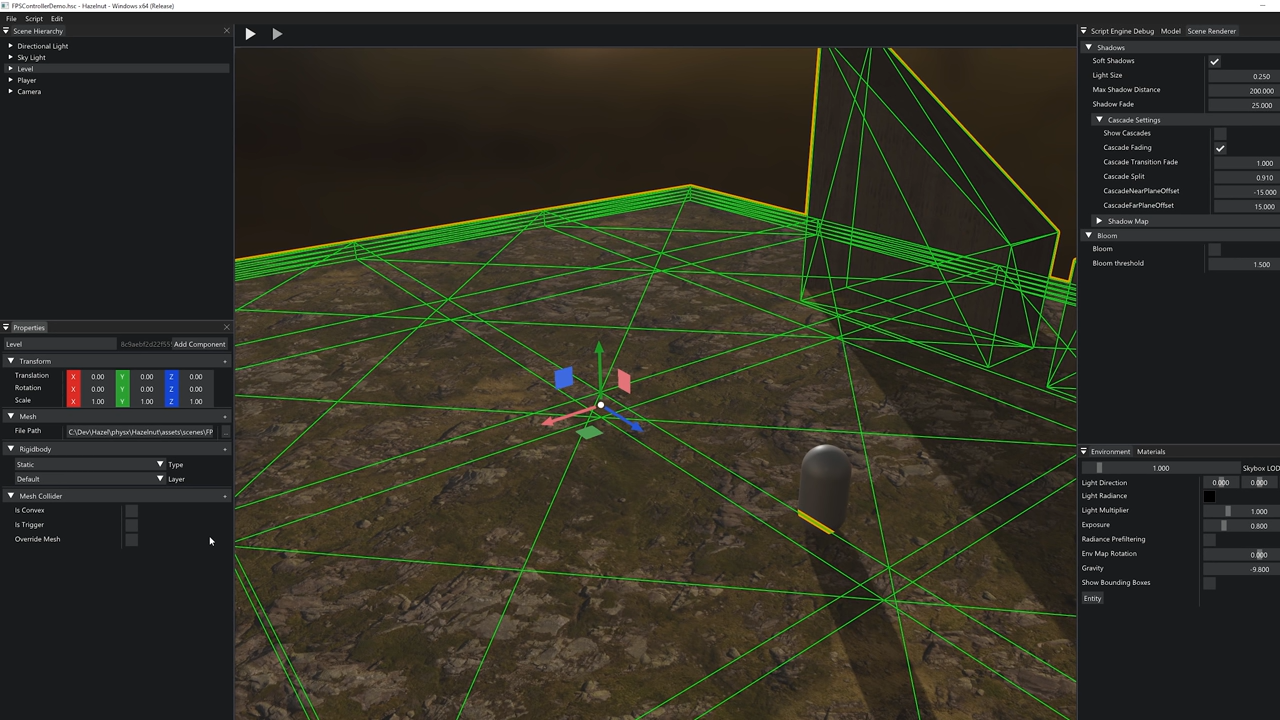 FPSControllerDemo.hsc - Hazelnut - Windows x64 (Release)
File Script Edit
Scene Hierarchy
Directional Light
Sky Light
Level
Player
Camera
Properties
Level 8c9aebf2d22f55 Add Component
Transform
Translation X 0.00 Y 0.00 Z 0.00
Rotation X 0.00 Y 0.00 Z 0.00
Scale X 1.00 Y 1.00 Z 1.00
Mesh
File Path C:\Dev\Hazel\physx\Hazelnut\assets\scenes\FP
Rigidbody
Static Type
Default Layer
Mesh Collider
Is Convex
Is Trigger
Override Mesh
Script Engine Debug Model Scene Renderer
Shadows
Soft Shadows
Light Size 0.250
Max Shadow Distance 200.000
Shadow Fade 25.000
Cascade Settings
Show Cascades
Cascade Fading
Cascade Transition Fade 1.000
Cascade Split 0.910
CascadeNearPlaneOffset -15.000
CascadeFarPlaneOffset 15.000
Shadow Map
Bloom
Bloom
Bloom threshold 1.500
Environment Materials
1.000 Skybox LOD
Light Direction 0.000 0.000
Light Radiance
Light Multiplier 1.000
Exposure 0.800
Radiance Prefiltering
Env Map Rotation 0.000
Gravity -9.800
Show Bounding Boxes
Entity